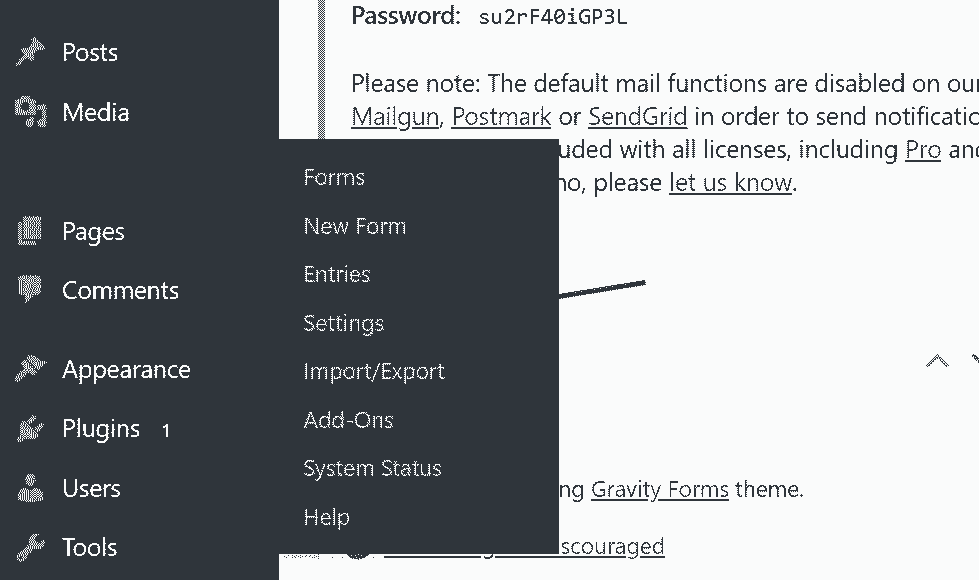 Posts
Media
Pages
Comments
Appearance
Plugins 1
Users
Tools
Forms
New Form
Entries
Settings
Import/Export
Add-Ons
System Status
Help
Password: su2rF40iGP3L
Please note: The default mail functions are disabled on our
Mailgun, Postmark or SendGrid in order to send notificatio
uded with all licenses, including Pro and
no, please let us know.
ng Gravity Forms theme.
scouraged